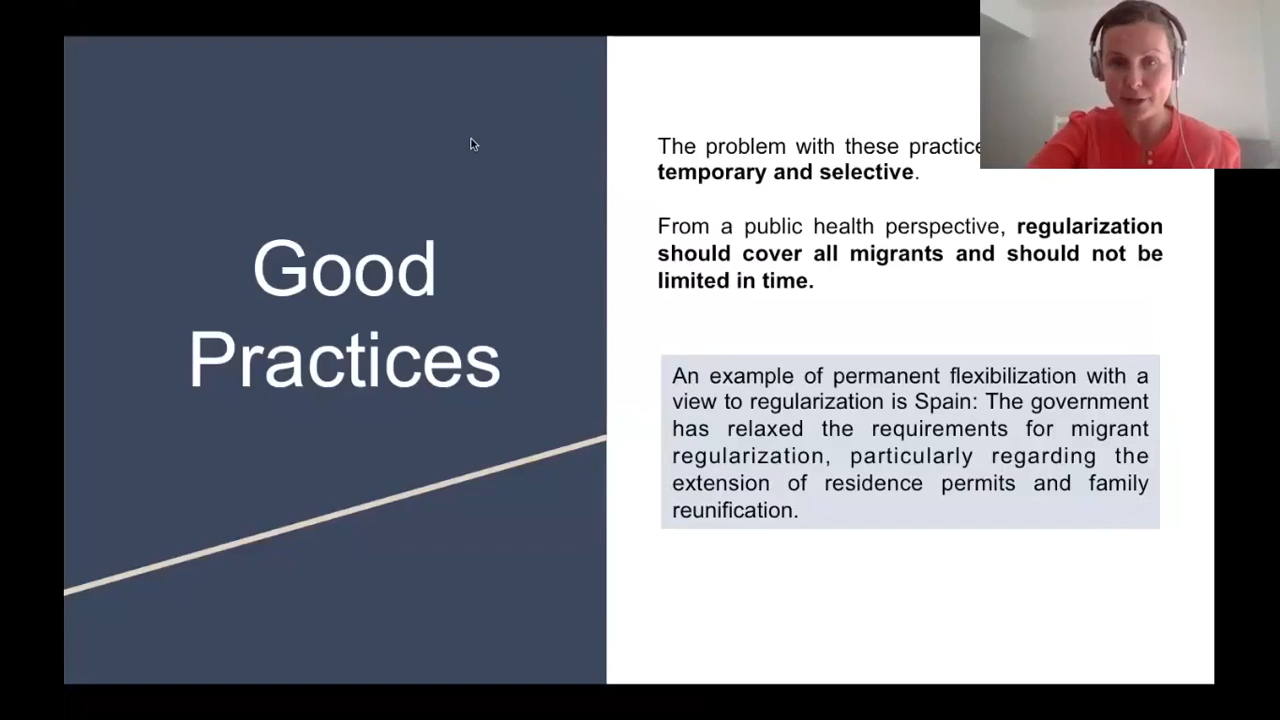 Good
Practices
The problem with these practice
temporary and selective.
From a public health perspective, regularization
should cover all migrants and should not be
limited in time.
An example of permanent flexibilization with a
view to regularization is Spain: The government
has relaxed the requirements for migrant
regularization, particularly regarding the
extension of residence permits and family
reunification.